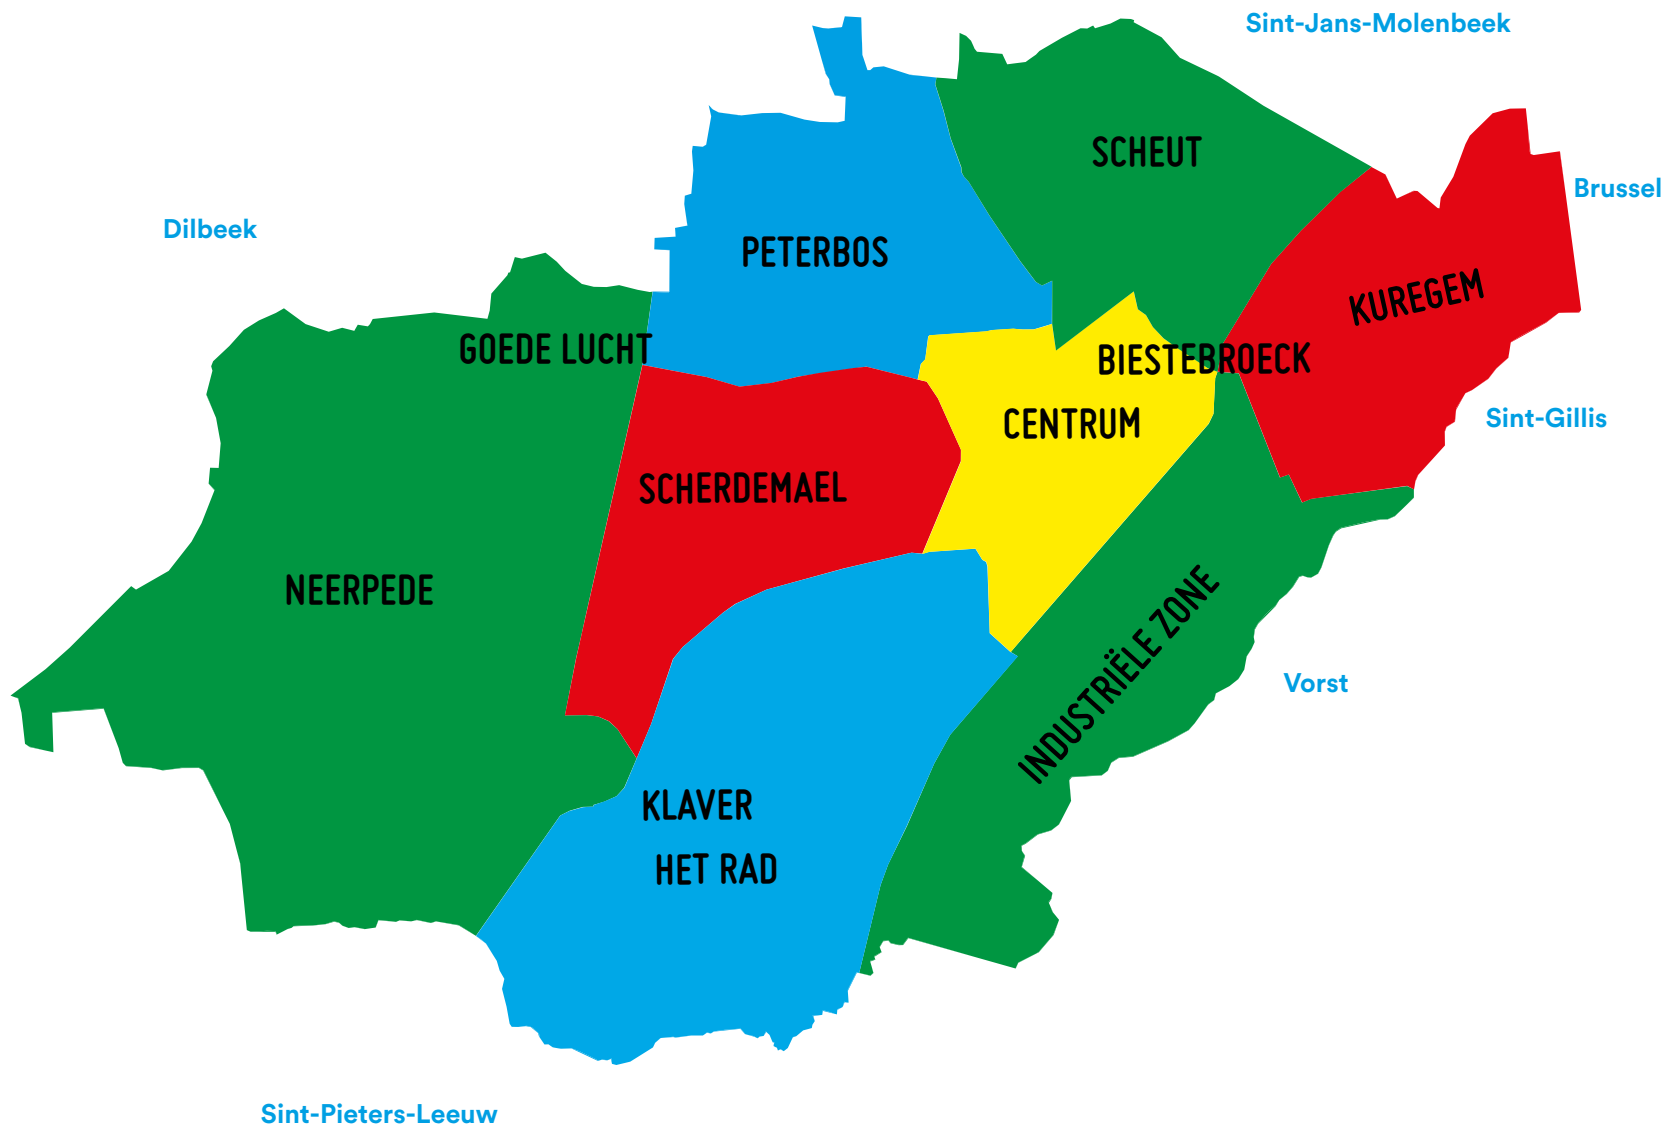 Sint-Jans-Molenbeek
SCHEUT
Brussel
Dilbeek
PETERBOS
KUREGEM
GOEDE LUCHT
BIESTEBROECK
CENTRUM
Sint-Gillis
SCHERDEMAEL
NEERPEDE
INDUSTRIËLE ZONE
Vorst
KLAVER
HET RAD
Sint-Pieters-Leeuw